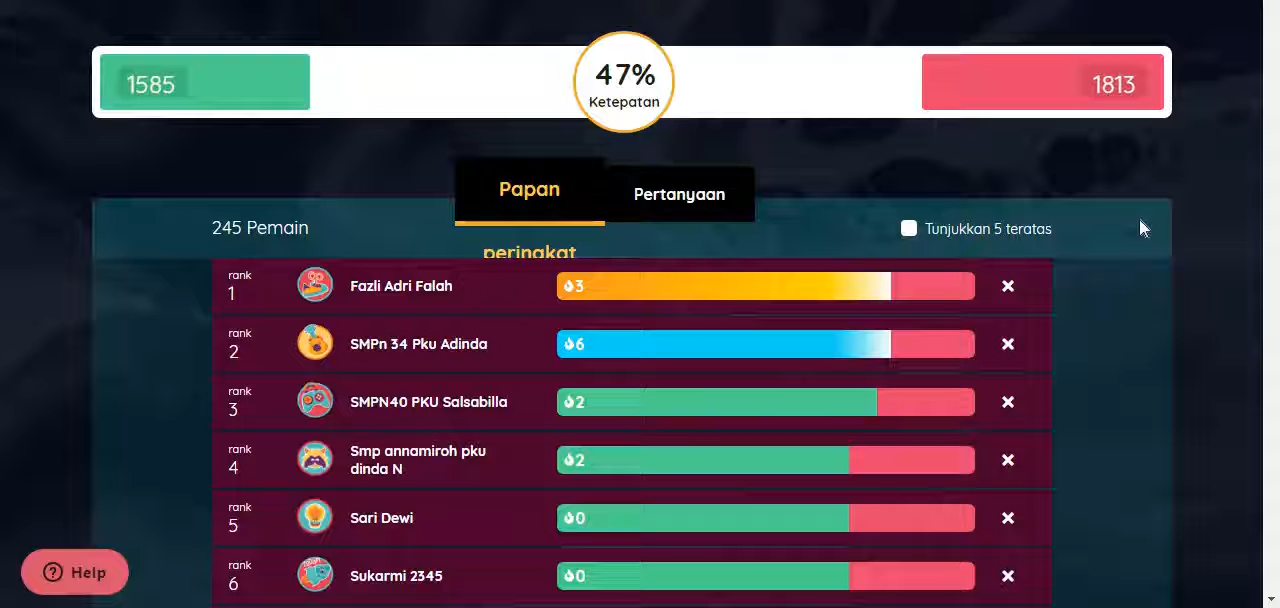 1585
47%
Ketepatan
1813
Papan
peringkat
Pertanyaan
245 Pemain
Tunjukkan 5 teratas
rank
1
Fazli Adri Falah
3
rank
2
SMPn 34 Pku Adinda
6
rank
3
SMPN40 PKU Salsabilla
2
rank
4
Smp annamiroh pku
dinda N
2
rank
5
Sari Dewi
0
rank
6
Sukarmi 2345
0
Help